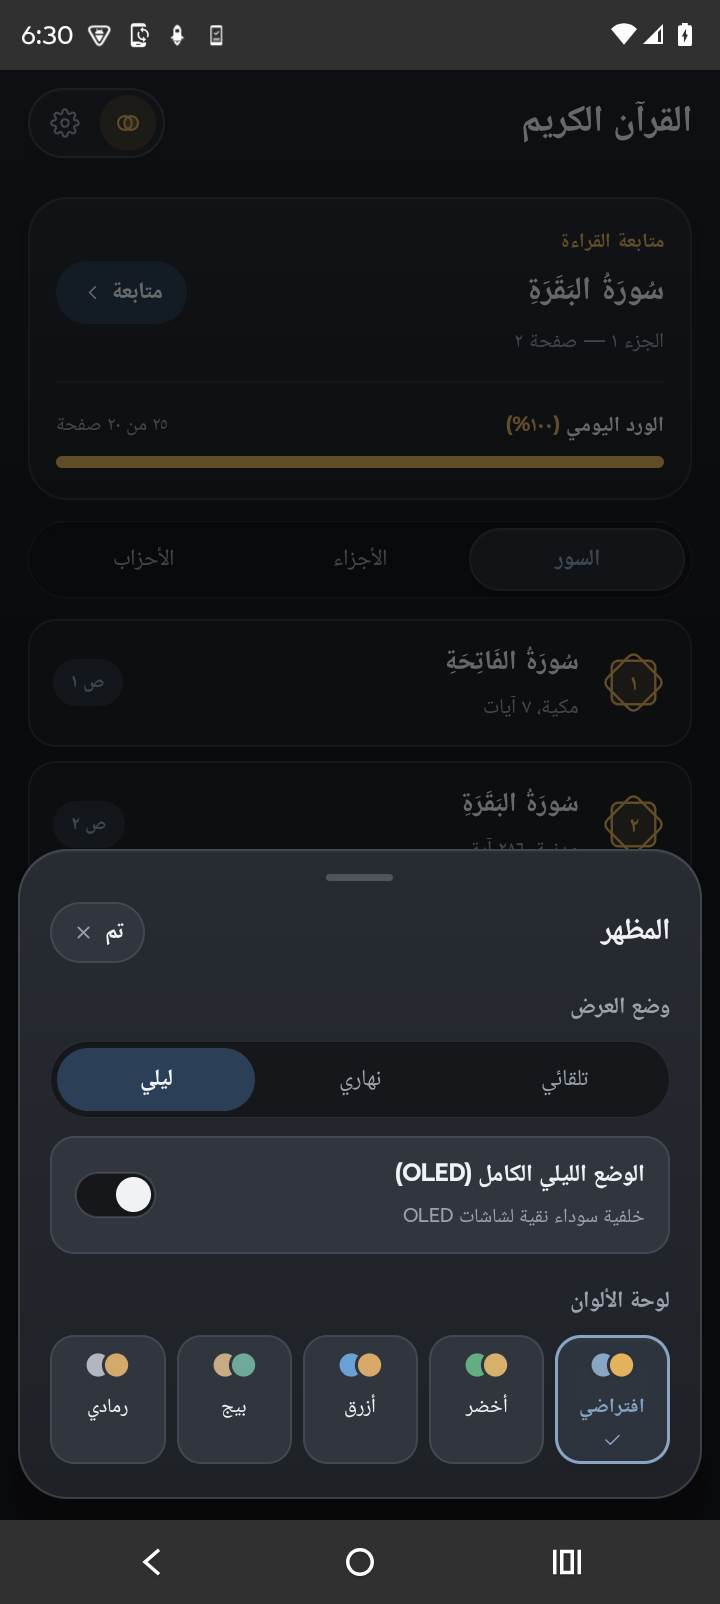 6:30
القرآن الكريم
متابعة القراءة
سُورَةُ البَقَرَةِ
متابعة
الجزء ١ — صفحة ٢
الورد اليومي (١٠٠%)
٢٥ من ٢٠ صفحة
السور
الأجزاء
الأحزاب
١
سُورَةُ الفَاتِحَةِ
مكية، ٧ آيات
ص ١
٢
سُورَةُ البَقَرَةِ
مدنية، ٢٨٦ آية
ص ٢
المظهر
تم
وضع العرض
تلقائي
نهاري
ليلي
الوضع الليلي الكامل (OLED)
خلفية سوداء نقية لشاشات OLED
لوحة الألوان
افتراضي
أخضر
أزرق
بيج
رمادي